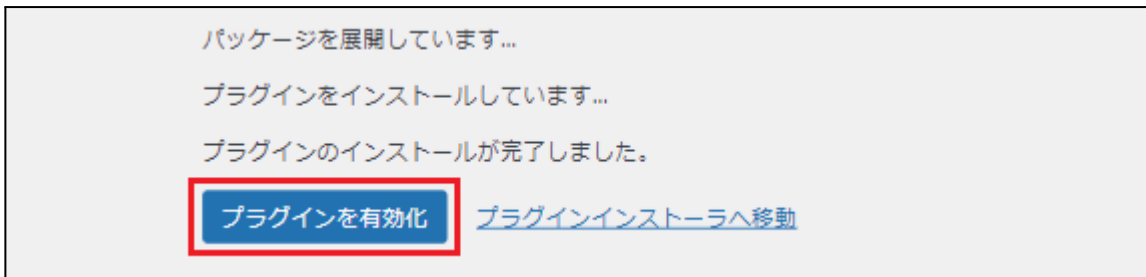 パッケージを展開しています...
プラグインをインストールしています...
プラグインのインストールが完了しました。
プラグインを有効化 プラグインインストーラへ移動